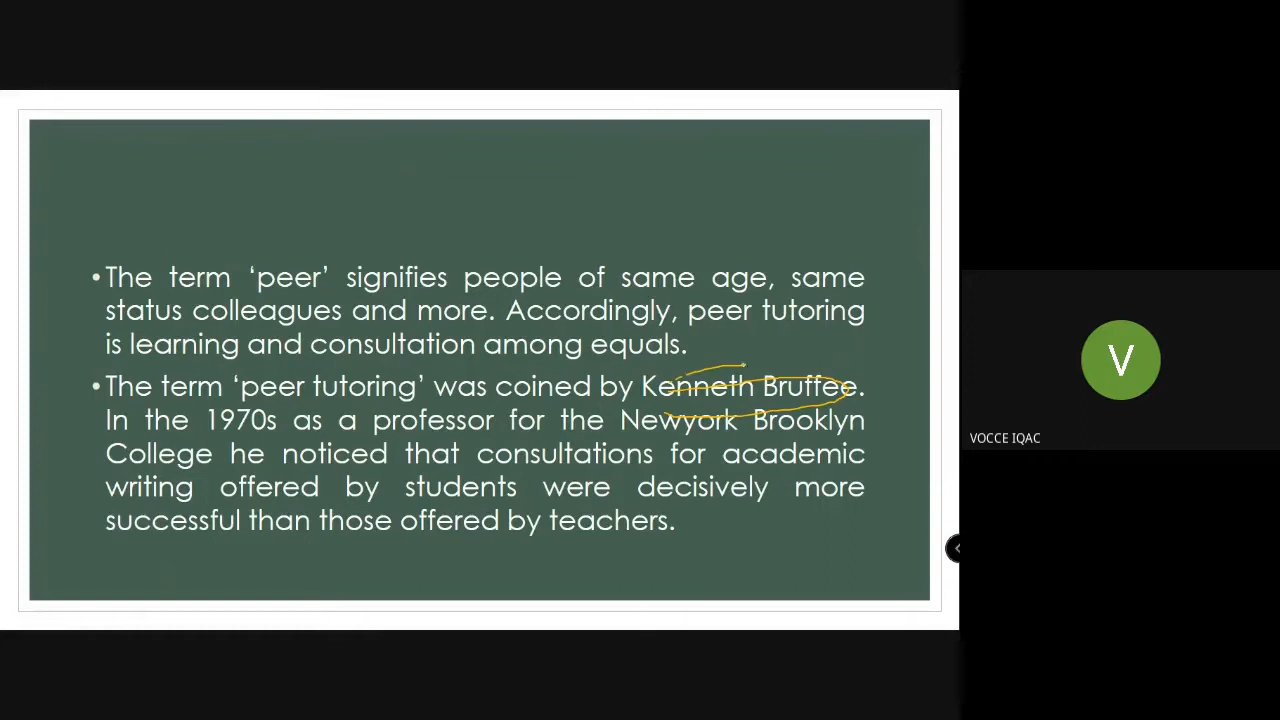 • The term ‘peer’ signifies people of same age, same
status colleagues and more. Accordingly, peer tutoring
is learning and consultation among equals.
• The term ‘peer tutoring’ was coined by Kenneth Bruffee.
In the 1970s as a professor for the Newyork Brooklyn
College he noticed that consultations for academic
writing offered by students were decisively more
successful than those offered by teachers.
V
VOCCE IQAC